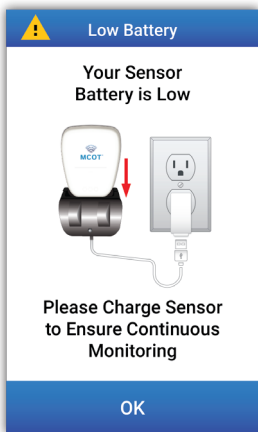 Low Battery
Your Sensor
Battery is Low
MCOT
Please Charge Sensor
to Ensure Continuous
Monitoring
OK